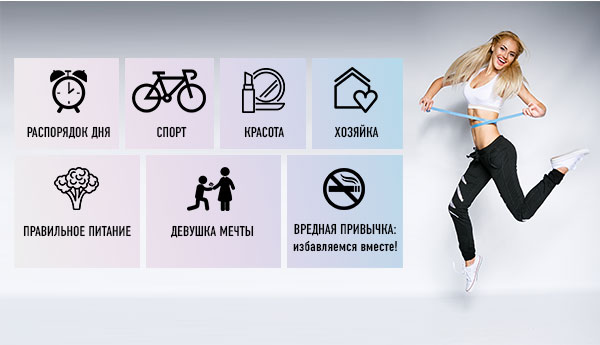 РАСПОРЯДОК ДНЯ
СПОРТ
КРАСОТА
ХОЗЯЙКА
ПРАВИЛЬНОЕ ПИТАНИЕ
ДЕВУШКА МЕЧТЫ
ВРЕДНАЯ ПРИВЫЧКА:
избавляемся вместе!